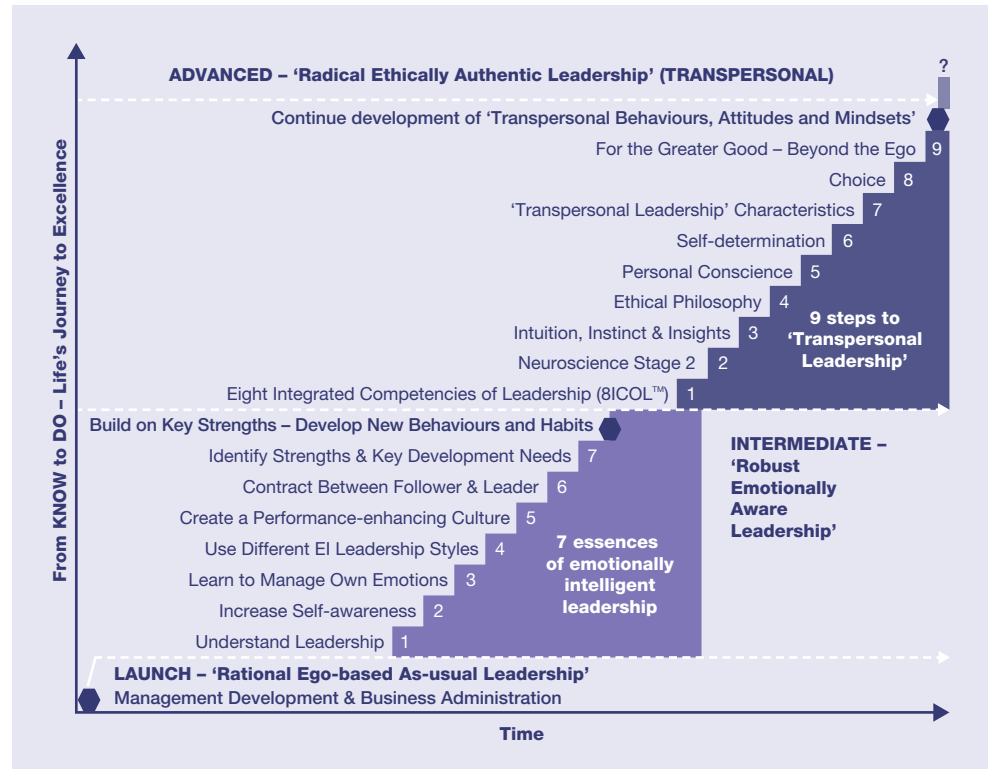 ?
ADVANCED – ‘Radical Ethically Authentic Leadership’ (TRANSPERSONAL)
Continue development of ‘Transpersonal Behaviours, Attitudes and Mindsets’
For the Greater Good – Beyond the Ego 9
Choice 8
‘Transpersonal Leadership’ Characteristics 7
Self-determination 6
Personal Conscience 5
Ethical Philosophy 4
Intuition, Instinct & Insights 3
Neuroscience Stage 2 2
Eight Integrated Competencies of Leadership (8ICOL™) 1
9 steps to
‘Transpersonal
Leadership’
Build on Key Strengths – Develop New Behaviours and Habits
Identify Strengths & Key Development Needs 7
Contract Between Follower & Leader 6
Create a Performance-enhancing Culture 5
Use Different EI Leadership Styles 4
Learn to Manage Own Emotions 3
Increase Self-awareness 2
Understand Leadership 1
7 essences
of emotionally
intelligent
leadership
INTERMEDIATE –
‘Robust
Emotionally
Aware
Leadership’
LAUNCH – ‘Rational Ego-based As-usual Leadership’
Management Development & Business Administration
From KNOW to DO – Life’s Journey to Excellence
Time